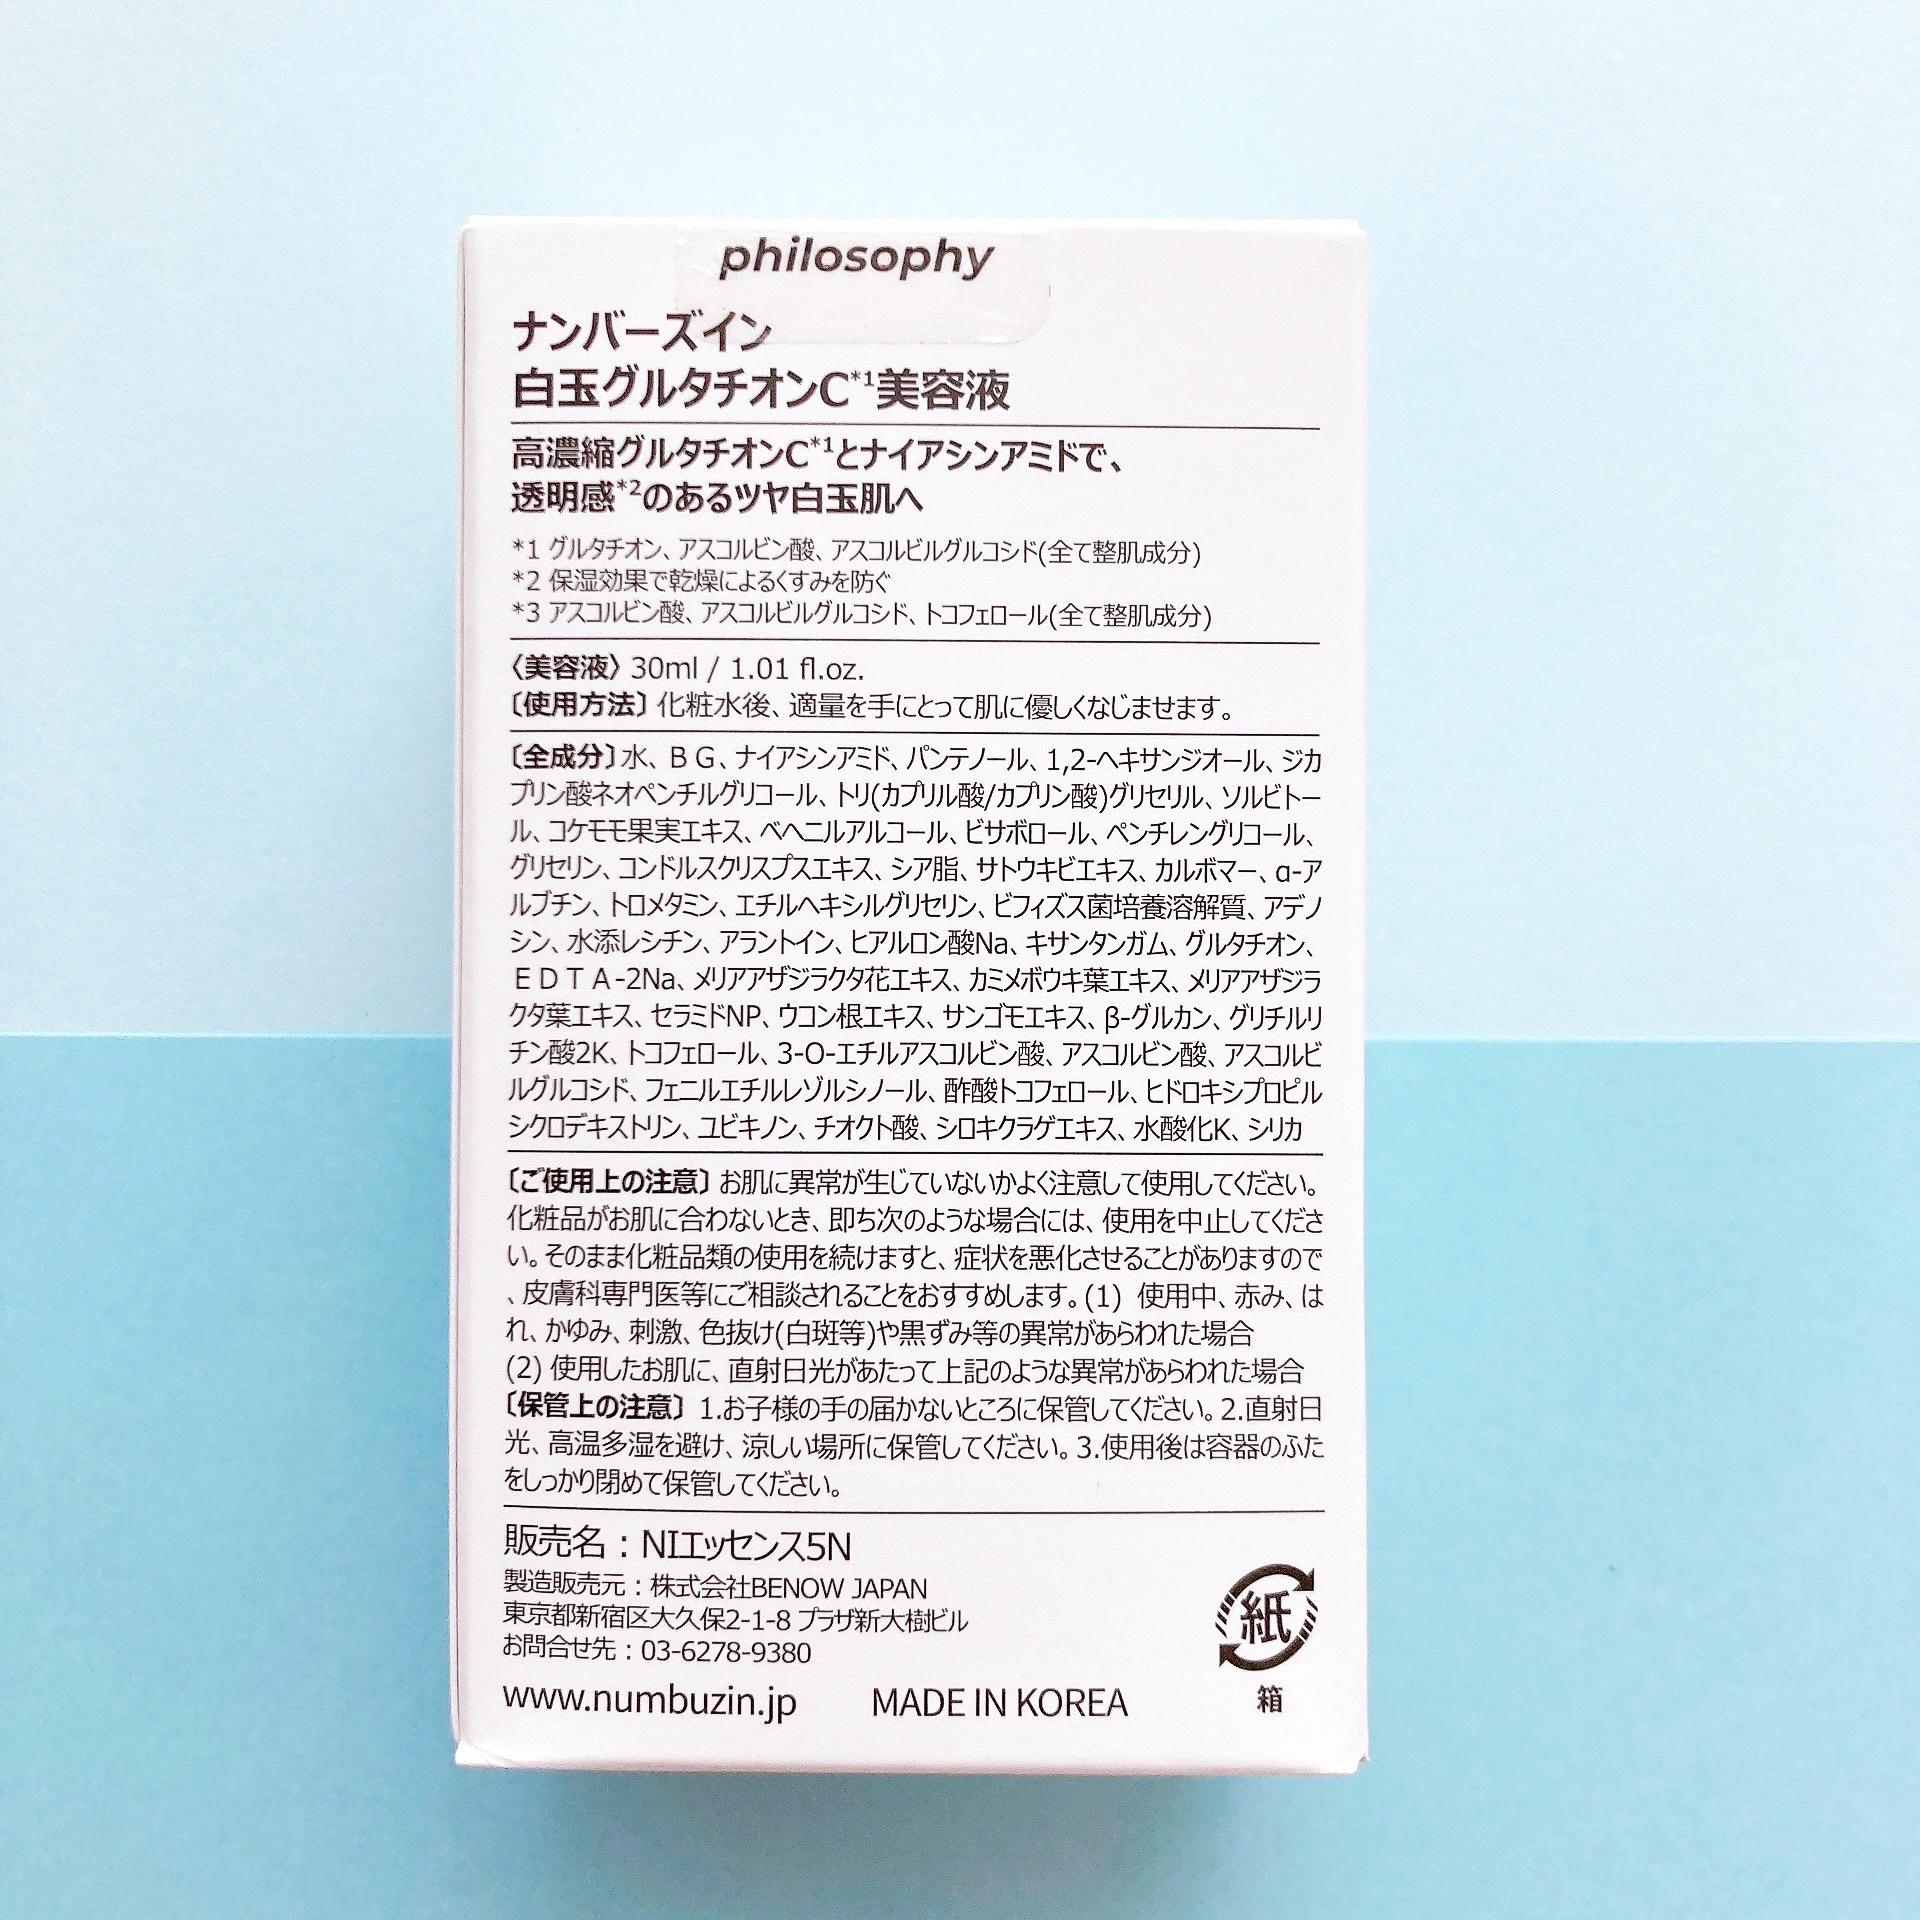 philosophy
ナンバーズイン
白玉グルタチオンC*1美容液
高濃縮グルタチオンC*1とナイアシンアミドで、
透明感*2のあるツヤ白玉肌へ
*1 グルタチオン、アスコルビン酸、アスコルビルグルコシド(全て整肌成分)
*2 保湿効果で乾燥によるくすみを防ぐ
*3 アスコルビン酸、アスコルビルグルコシド、トコフェロール(全て整肌成分)
〈美容液〉 30ml / 1.01 fl.oz.
〔使用方法〕 化粧水後、適量を手にとって肌に優しくなじませます。
〔全成分〕水、ＢＧ、ナイアシンアミド、パンテノール、1,2-ヘキサンジオール、ジカ
プリン酸ネオペンチルグリコール、トリ(カプリル酸/カプリン酸)グリセリル、ソルビトー
ル、コケモモ果実エキス、ベヘニルアルコール、ビサボロール、ペンチレングリコール、
グリセリン、コンドルスクリスプスエキス、シア脂、サトウキビエキス、カルボマー、α-ア
ルブチン、トロメタミン、エチルヘキシルグリセリン、ビフィズス菌培養溶解質、アデノ
シン、水添レシチン、アラントイン、ヒアルロン酸Na、キサンタンガム、グルタチオン、
ＥＤＴＡ-2Na、メリアアザジラクタ花エキス、カミメボウキ葉エキス、メリアアザジラ
クタ葉エキス、セラミドNP、ウコン根エキス、サンゴモエキス、β-グルカン、グリチルリ
チン酸2K、トコフェロール、3-O-エチルアスコルビン酸、アスコルビン酸、アスコルビ
ルグルコシド、フェニルエチルレゾルシノール、酢酸トコフェロール、ヒドロキシプロピル
シクロデキストリン、ユビキノン、チオクト酸、シロキクラゲエキス、水酸化K、シリカ
〔ご使用上の注意〕お肌に異常が生じていないかよく注意して使用してください。
化粧品がお肌に合わないとき、即ち次のような場合には、使用を中止してくださ
い。そのまま化粧品類の使用を続けますと、症状を悪化させることがありますので
、皮膚科専門医等にご相談されることをおすすめします。(1) 使用中、赤み、は
れ、かゆみ、刺激、色抜け(白斑等)や黒ずみ等の異常があらわれた場合
(2) 使用したお肌に、直射日光があたって上記のような異常があらわれた場合
〔保管上の注意〕 1.お子様の手の届かないところに保管してください。2.直射日
光、高温多湿を避け、涼しい場所に保管してください。3.使用後は容器のふた
をしっかり閉めて保管してください。
販売名：NIエッセンス5N
製造販売元：株式会社BENOW JAPAN
東京都新宿区大久保2-1-8 プラザ新大樹ビル
お問合せ先：03-6278-9380
www.numbuzin.jp MADE IN KOREA
紙
箱